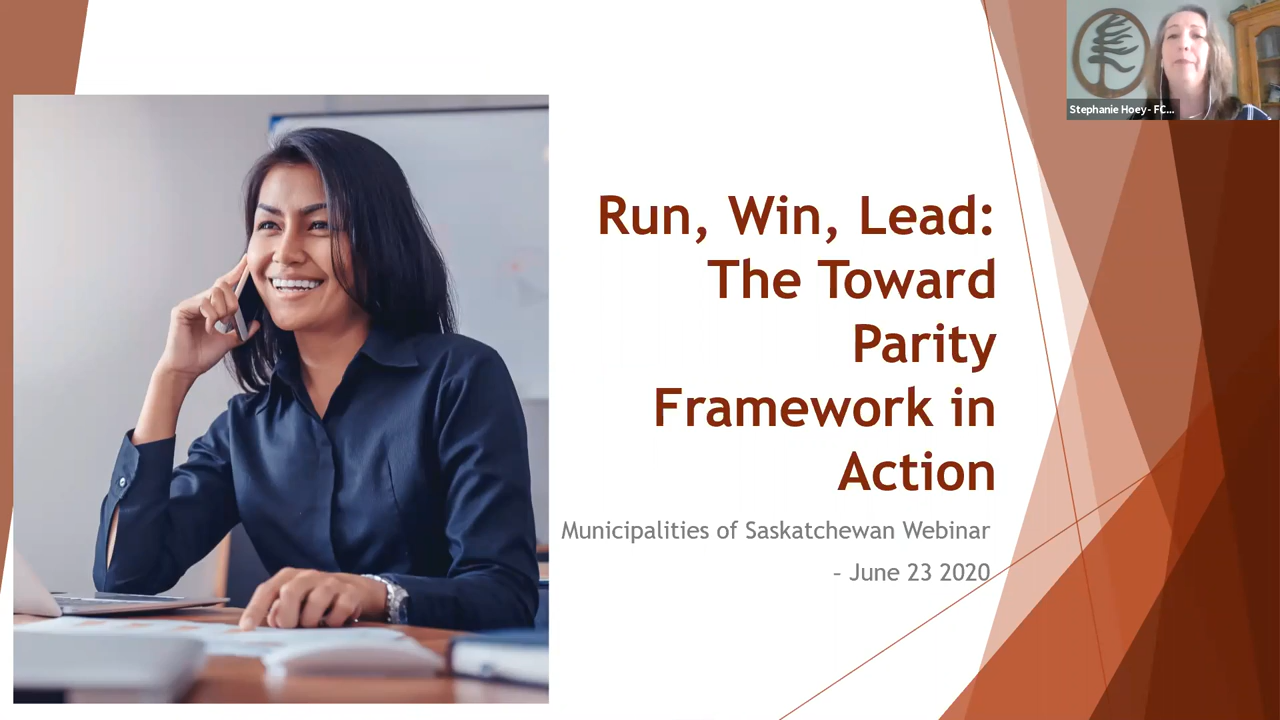 Stephanie Hoey- FC...
Run, Win, Lead:
The Toward
Parity
Framework in
Action
Municipalities of Saskatchewan Webinar
- June 23 2020